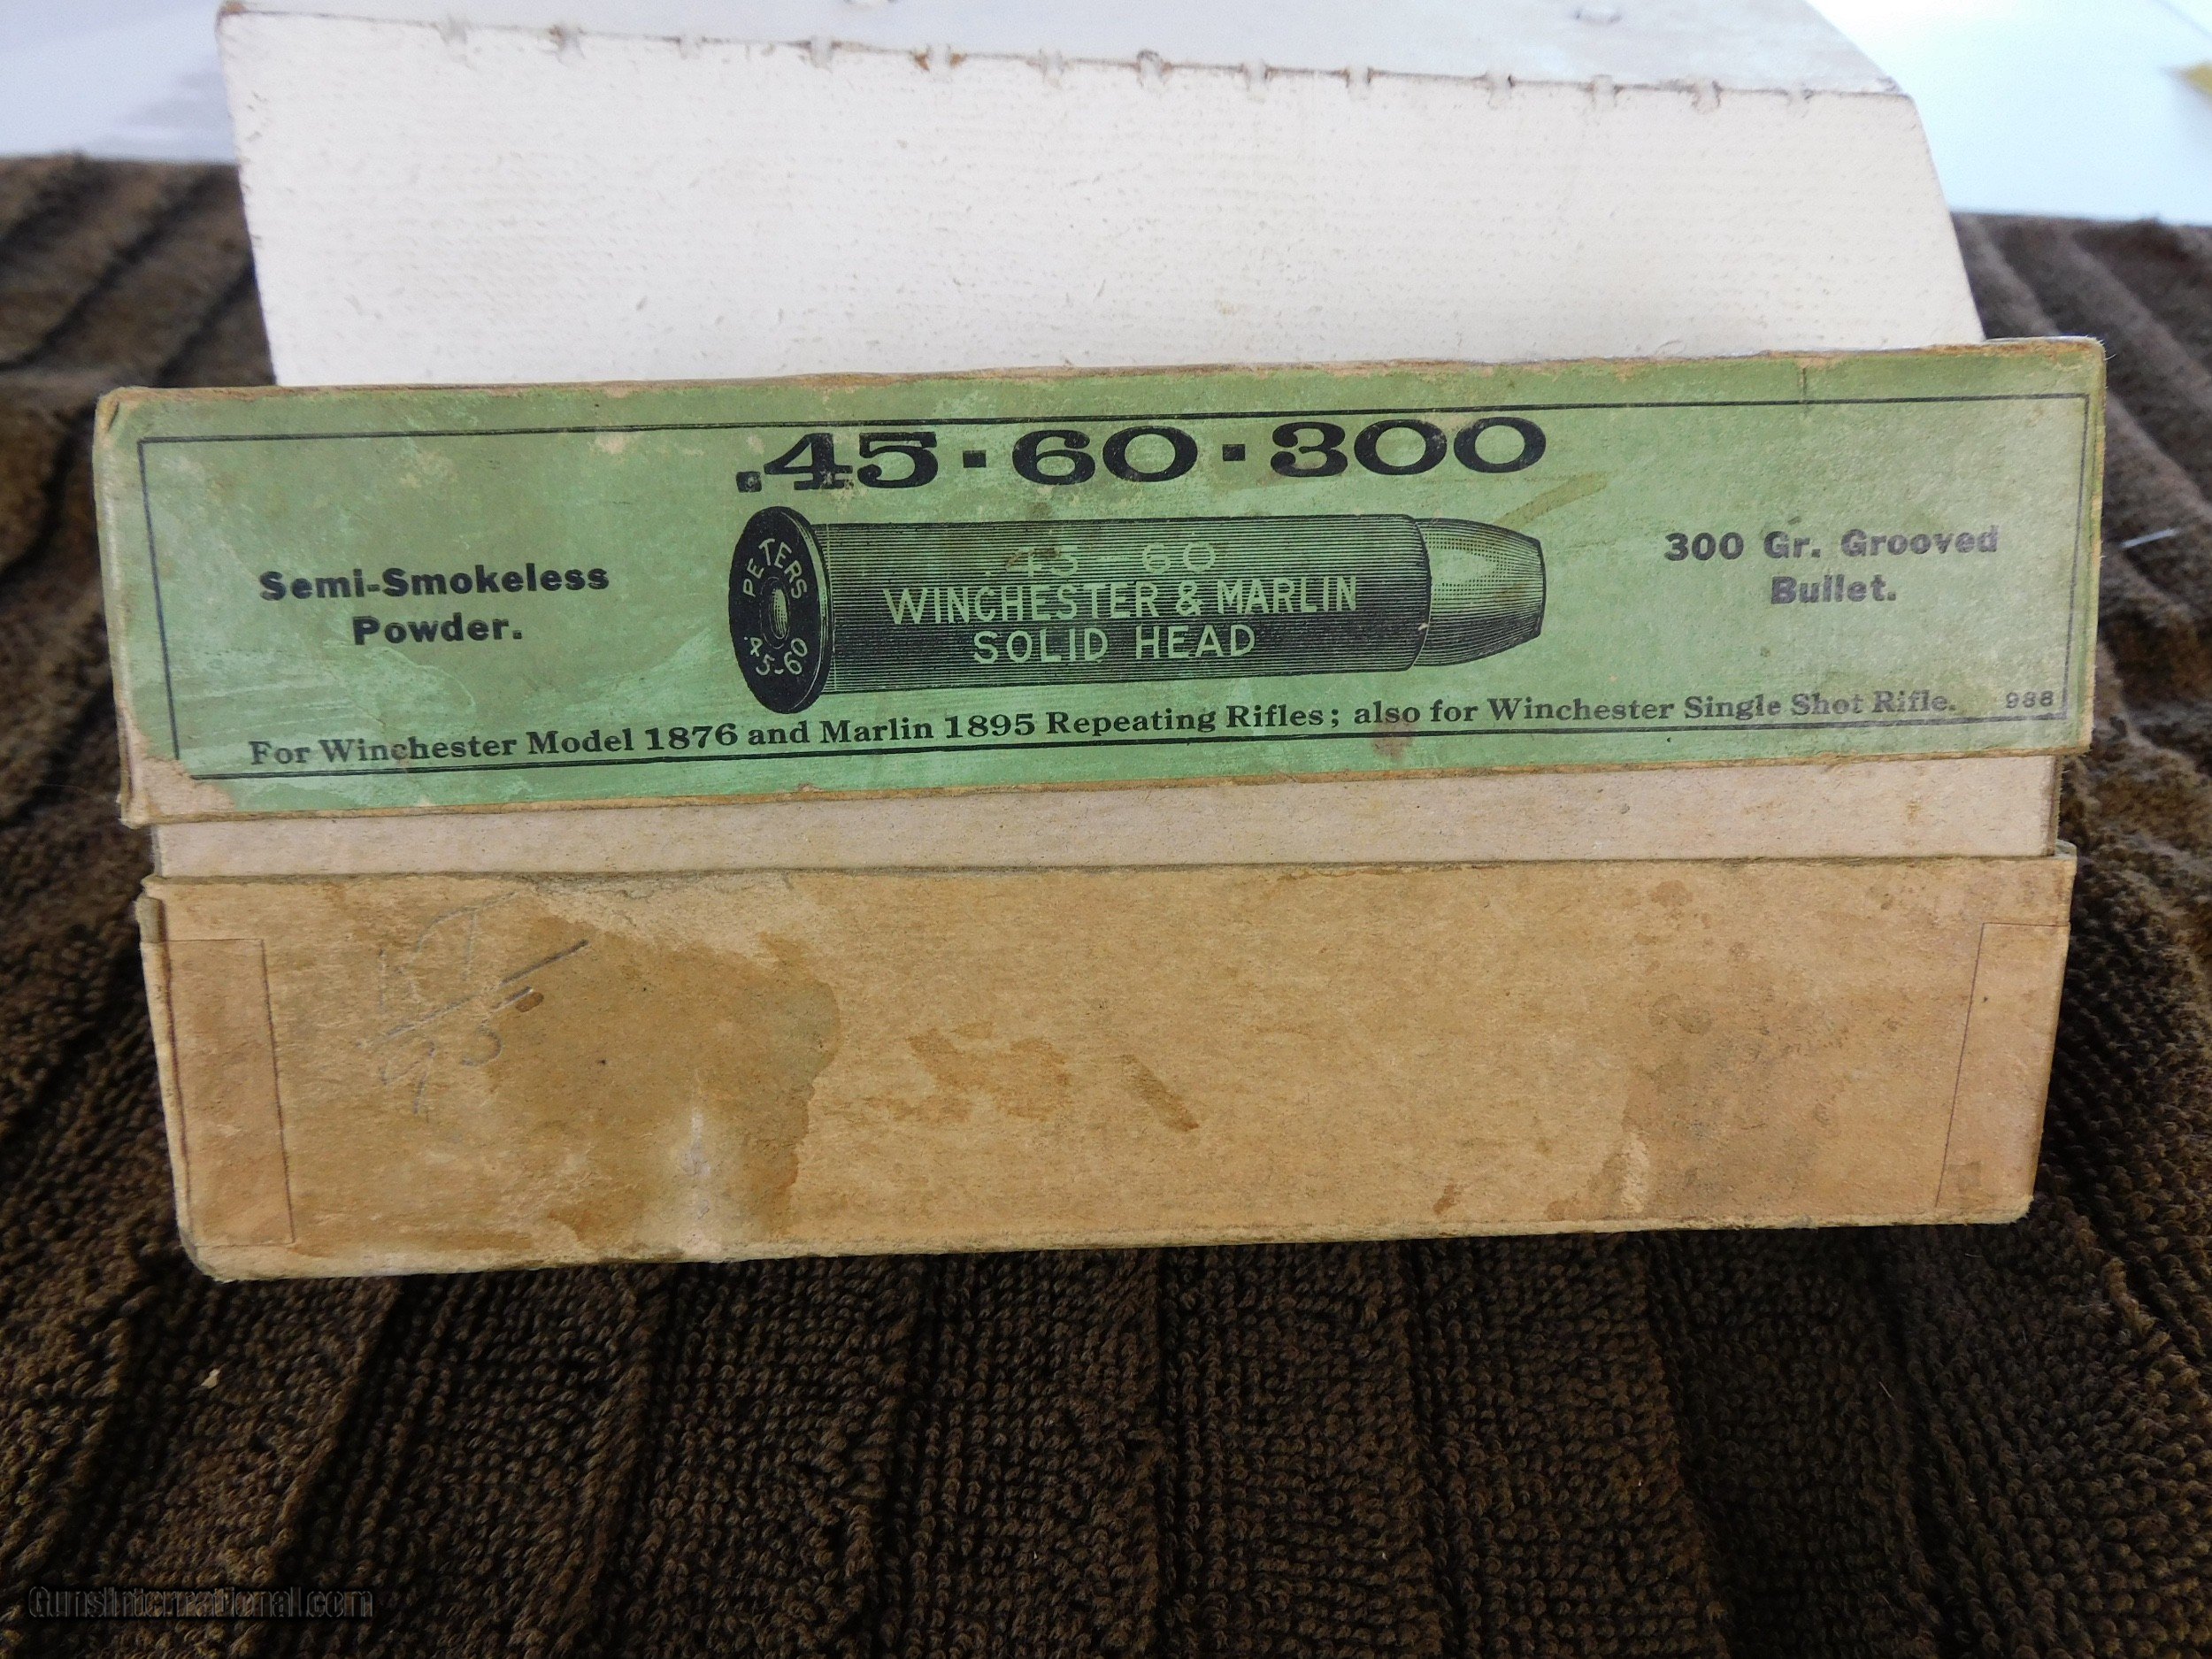 .45-60-300
Semi-Smokeless
Powder.
PETERS
.45-60
45-60
WINCHESTER & MARLIN
SOLID HEAD
300 Gr. Grooved
Bullet.
For Winchester Model 1876 and Marlin 1895 Repeating Rifles; also for Winchester Single Shot Rifle. 988
GunsInternational.com